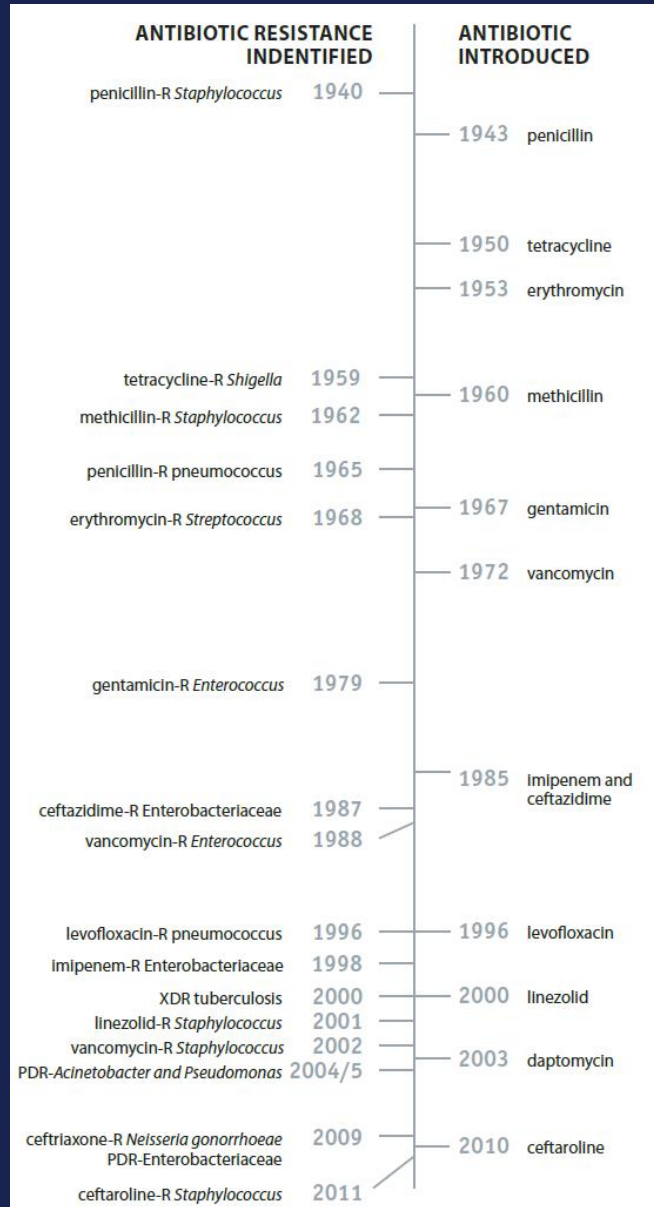 ANTIBIOTIC RESISTANCE
INDENTIFIED
ANTIBIOTIC
INTRODUCED
penicillin-R Staphylococcus 1940
1943 penicillin
1950 tetracycline
1953 erythromycin
tetracycline-R Shigella 1959
1960 methicillin
methicillin-R Staphylococcus 1962
penicillin-R pneumococcus 1965
1967 gentamicin
erythromycin-R Streptococcus 1968
1972 vancomycin
gentamicin-R Enterococcus 1979
1985 imipenem and
ceftazidime
ceftazidime-R Enterobacteriaceae 1987
vancomycin-R Enterococcus 1988
levofloxacin-R pneumococcus 1996
1996 levofloxacin
imipenem-R Enterobacteriaceae 1998
XDR tuberculosis 2000
2000 linezolid
linezolid-R Staphylococcus 2001
vancomycin-R Staphylococcus 2002
2003 daptomycin
PDR-Acinetobacter and Pseudomonas 2004/5
ceftriaxone-R Neisseria gonorrhoeae 2009
PDR-Enterobacteriaceae
2010 ceftaroline
ceftaroline-R Staphylococcus 2011